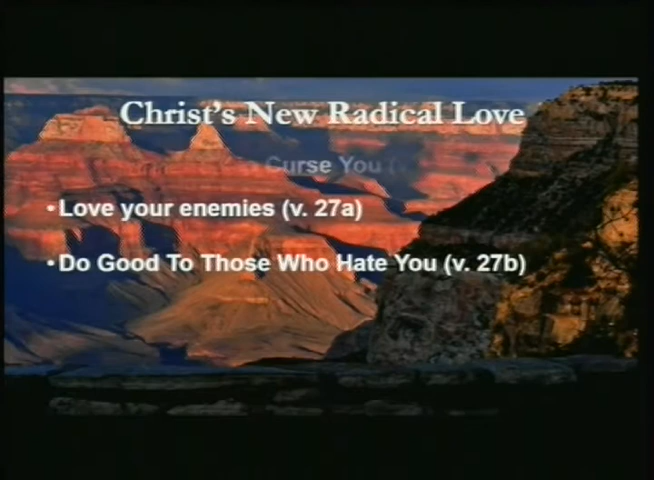 Christ's New Radical Love
Curse You (
• Love your enemies (v. 27a)
• Do Good To Those Who Hate You (v. 27b)